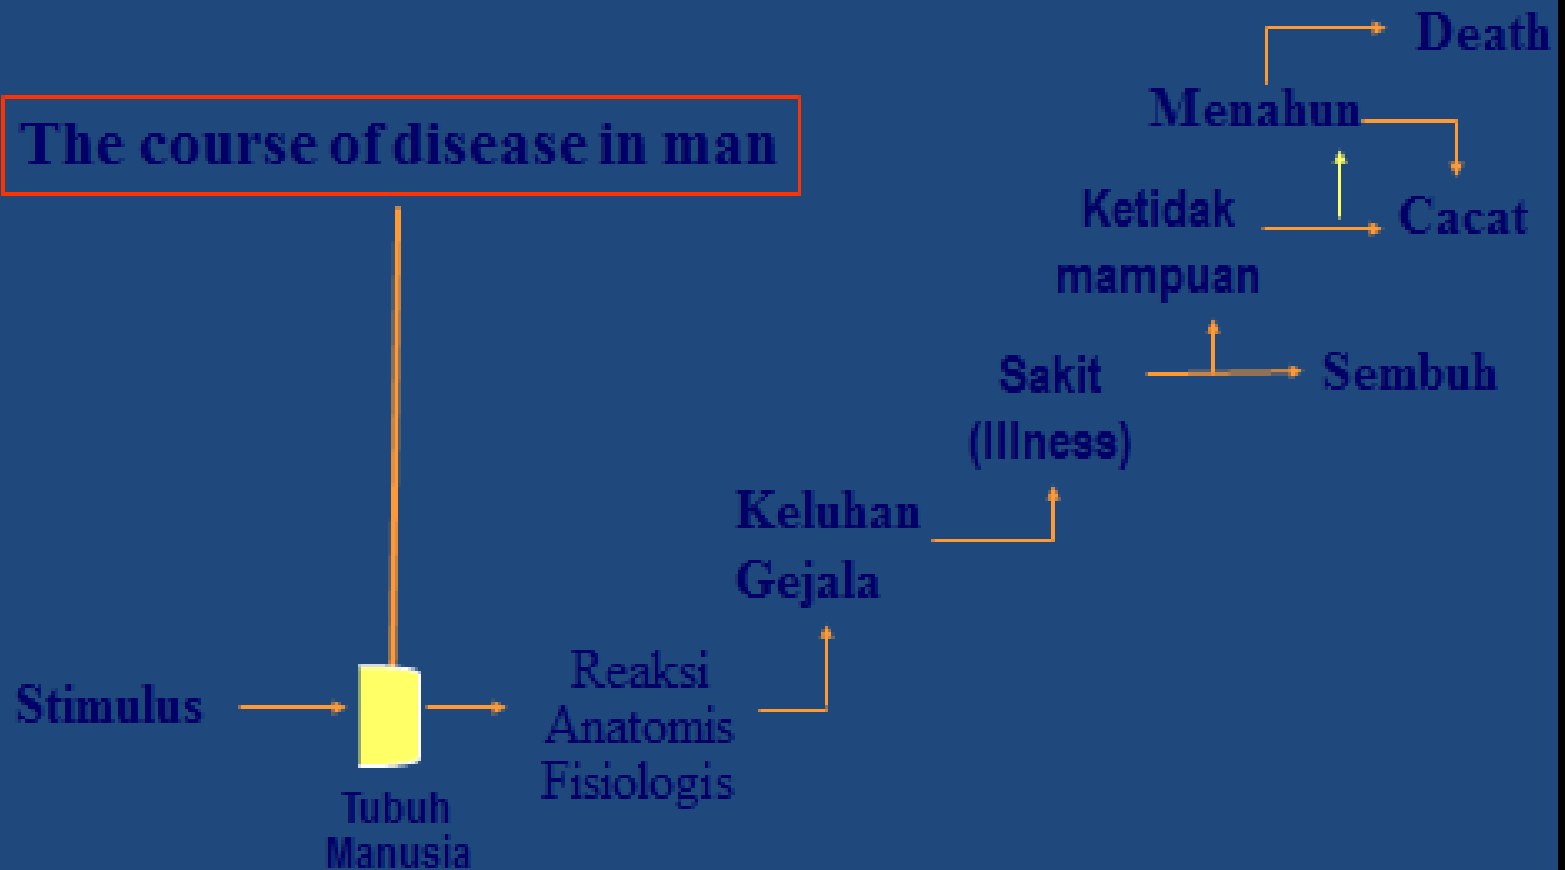 Death
Menahun
The course of disease in man
Ketidak
mampuan
Cacat
Sakit
(Illness)
Sembuh
Keluhan
Gejala
Reaksi
Anatomis
Fisiologis
Stimulus
Tubuh
Manusia